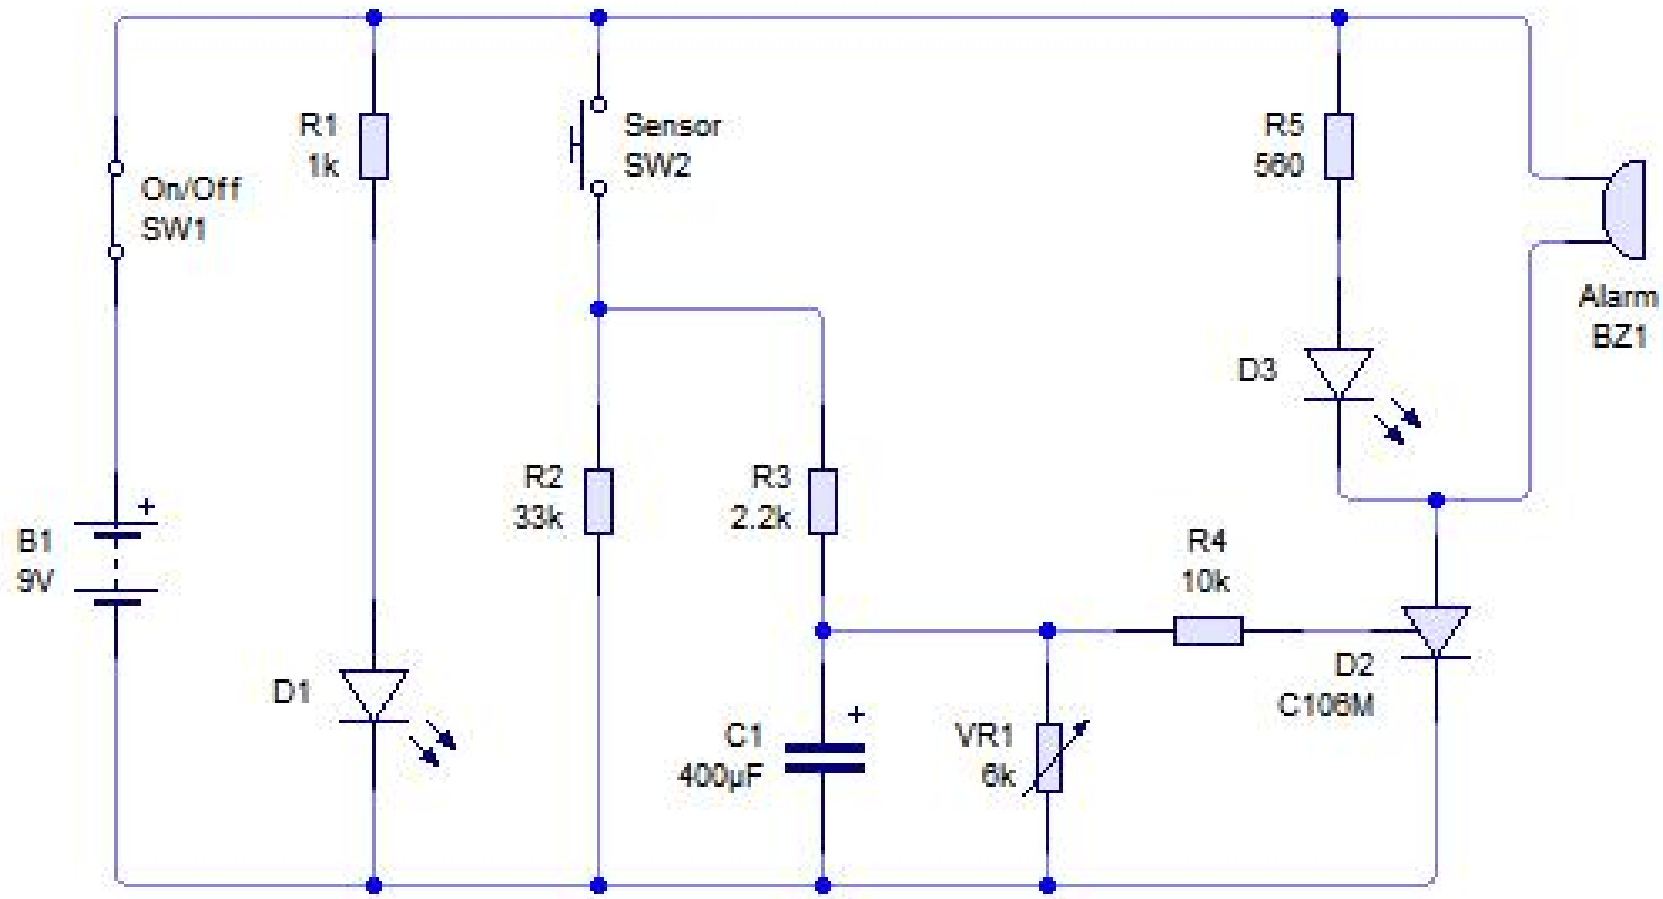 R1
1k
Sensor
SW2
R5
560
On/Off
SW1
Alarm
BZ1
D3
R2
33k
R3
2.2k
+
B1
9V
R4
10k
D2
C106M
D1
+
C1
400µF
VR1
6k